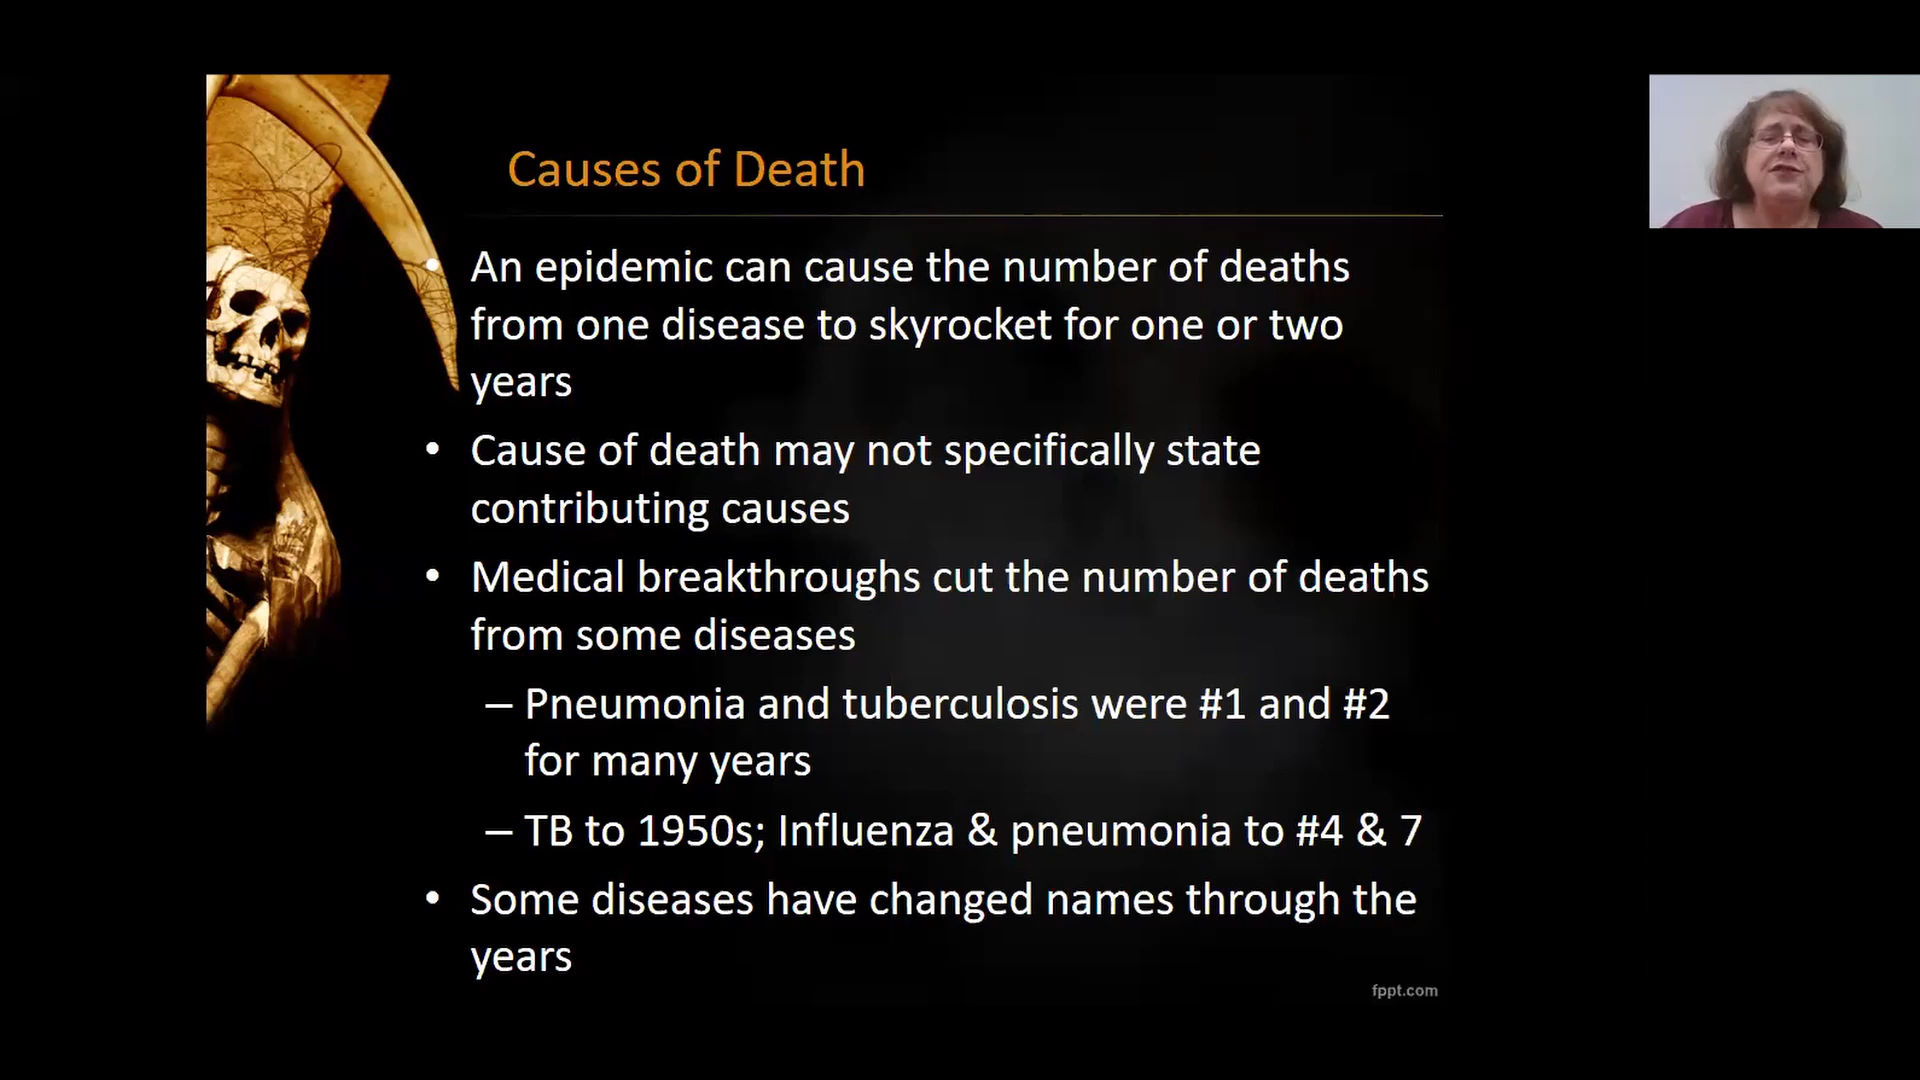 Causes of Death
• An epidemic can cause the number of deaths
from one disease to skyrocket for one or two
years
• Cause of death may not specifically state
contributing causes
• Medical breakthroughs cut the number of deaths
from some diseases
– Pneumonia and tuberculosis were #1 and #2
for many years
– TB to 1950s; Influenza & pneumonia to #4 & 7
• Some diseases have changed names through the
years
fppt.com